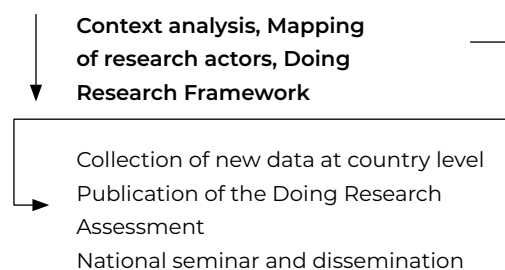 Context analysis, Mapping
of research actors, Doing
Research Framework
Collection of new data at country level
Publication of the Doing Research
Assessment
National seminar and dissemination